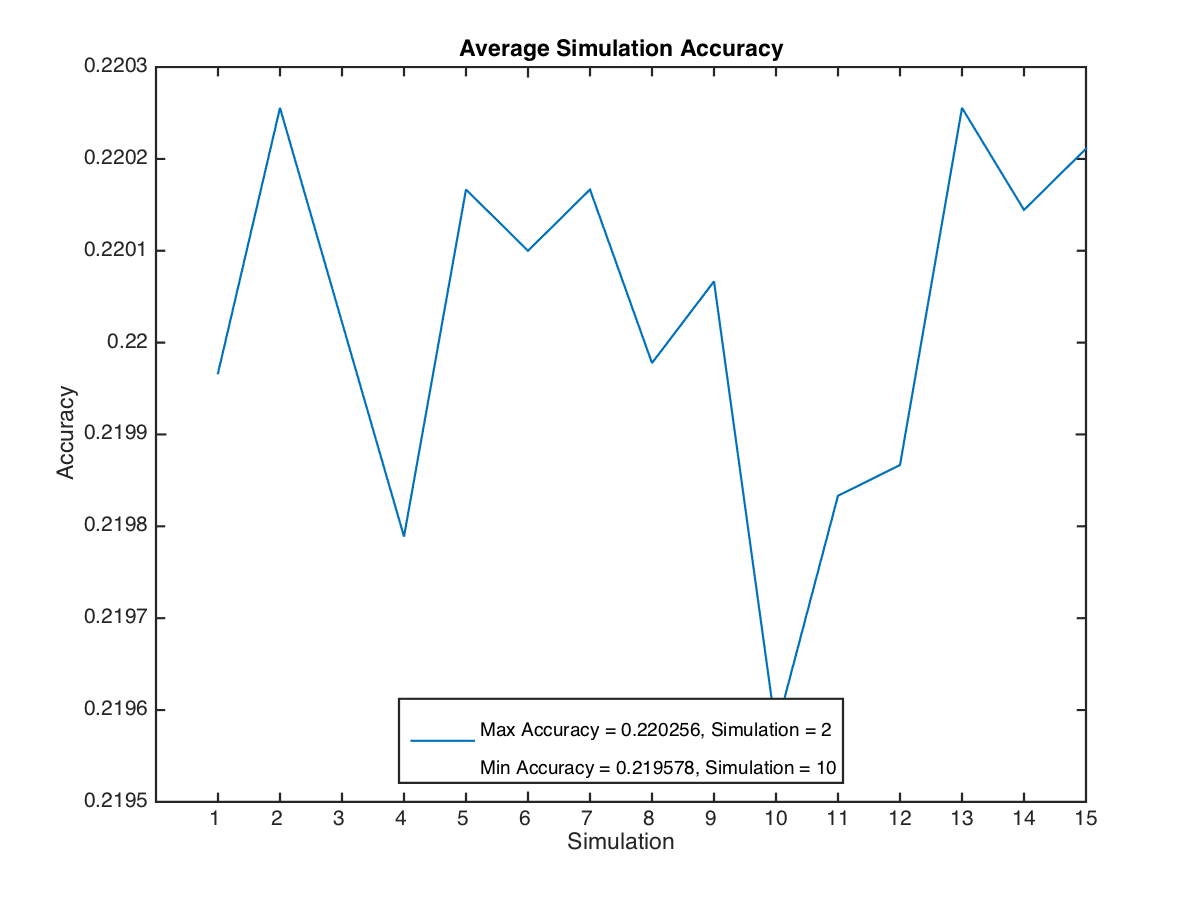 Average Simulation Accuracy
0.2203
0.2202
0.2201
0.22
0.2199
0.2198
0.2197
0.2196
0.2195
Accuracy
Max Accuracy = 0.220256, Simulation = 2
Min Accuracy = 0.219578, Simulation = 10
1 2 3 4 5 6 7 8 9 10 11 12 13 14 15
Simulation